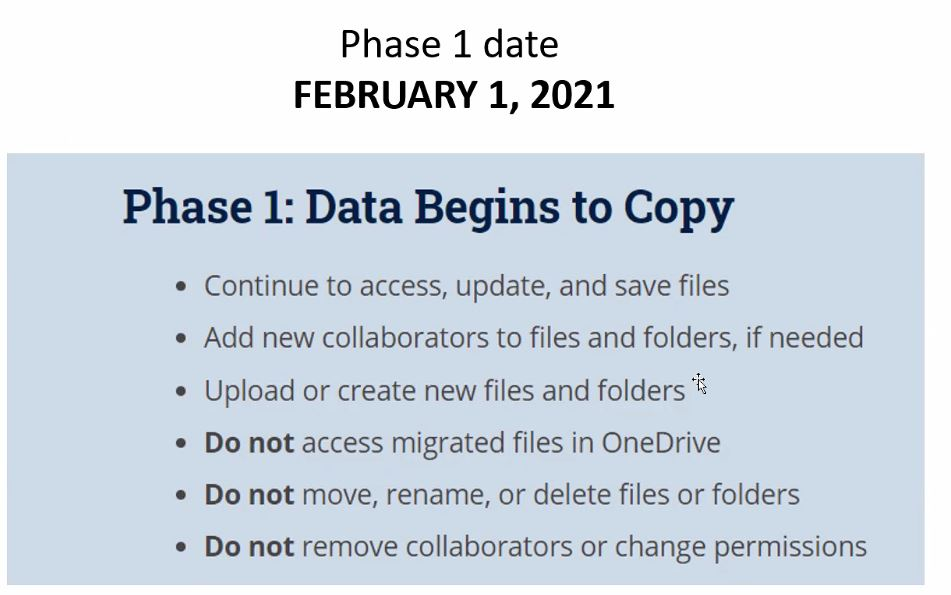 Phase 1 date
FEBRUARY 1, 2021
Phase 1: Data Begins to Copy
• Continue to access, update, and save files
• Add new collaborators to files and folders, if needed
• Upload or create new files and folders
• Do not access migrated files in OneDrive
• Do not move, rename, or delete files or folders
• Do not remove collaborators or change permissions